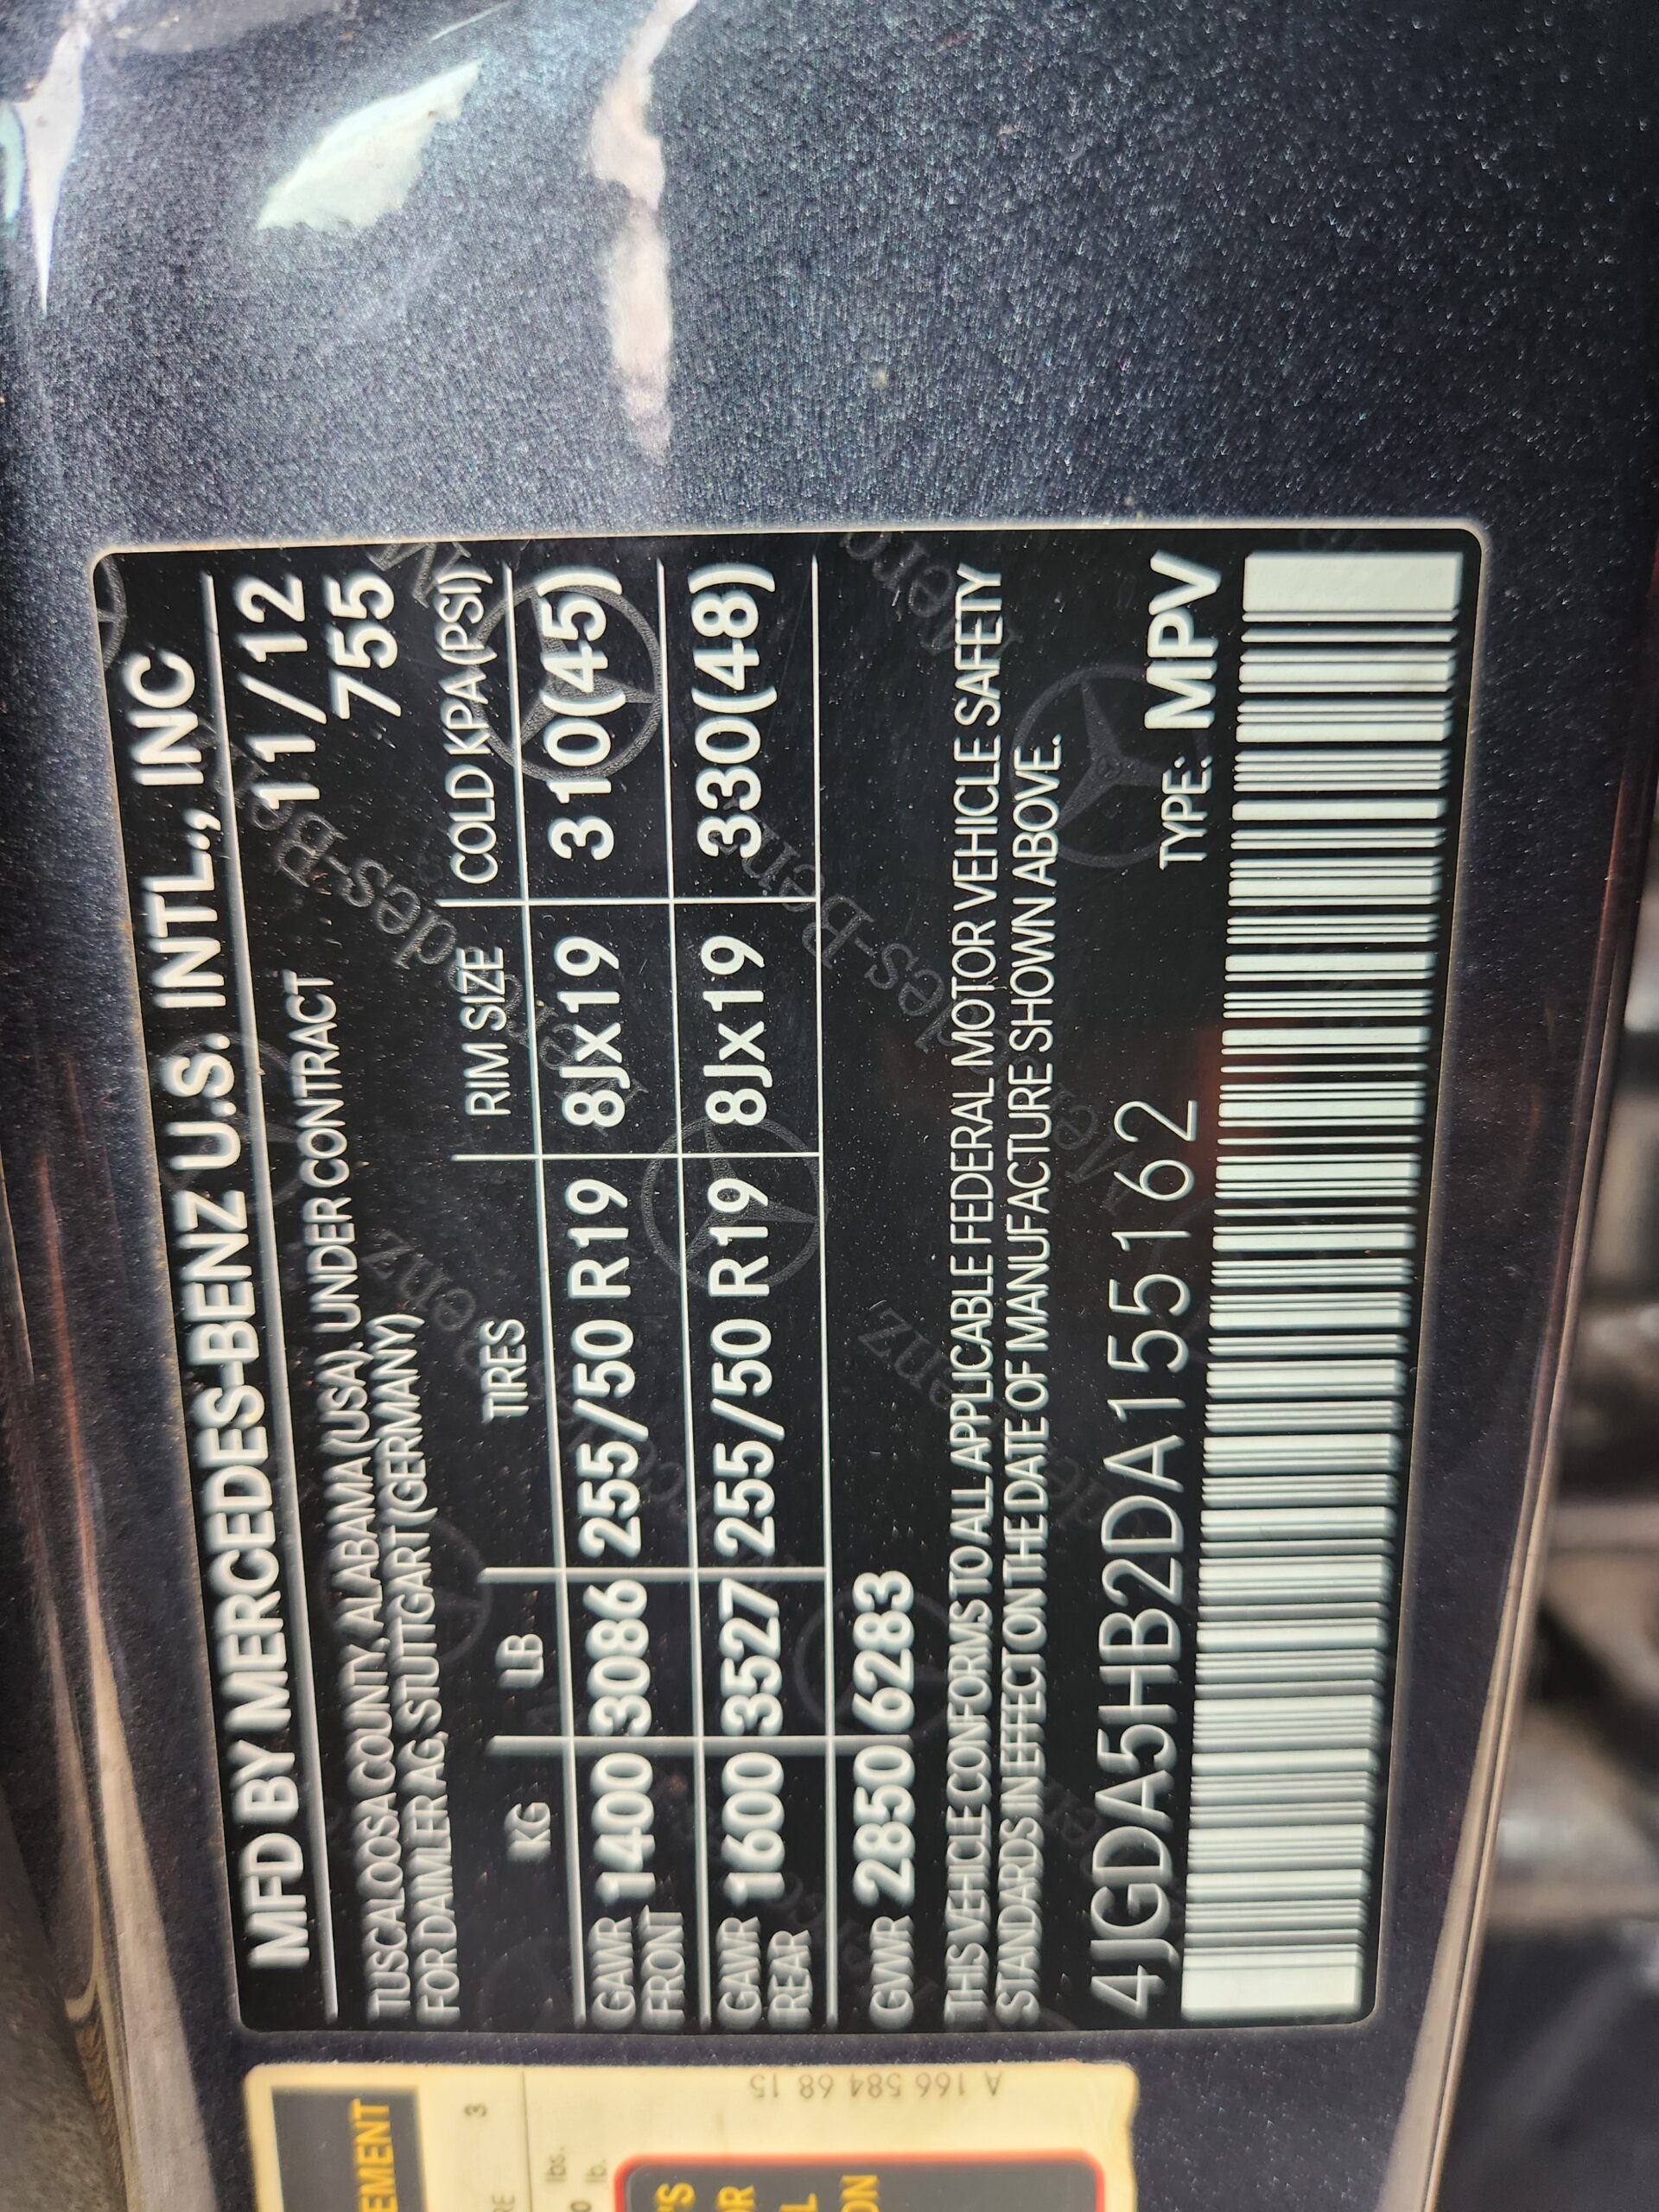 MFD BY MERCEDES-BENZ U.S. INTL., INC
TUSCALOOSA COUNTY, ALABAMA (USA). UNDER CONTRACT 11/12
FOR DAIMLER AG, STUTTGART (GERMANY) 755
KG LB TIRES RIM SIZE COLD KPA (PSI)
GAWR FRONT 1400 3086 255/50 R19 8Jx19 310(45)
GAWR REAR 1600 3527 255/50 R19 8Jx19 330(48)
GVWR 2850 6283
THIS VEHICLE CONFORMS TO ALL APPLICABLE FEDERAL MOTOR VEHICLE SAFETY
STANDARDS IN EFFECT ON THE DATE OF MANUFACTURE SHOWN ABOVE.
4JGDA5HB2DA155162 TYPE: MPV
A 166 584 68 15
3
lbs.
lb.